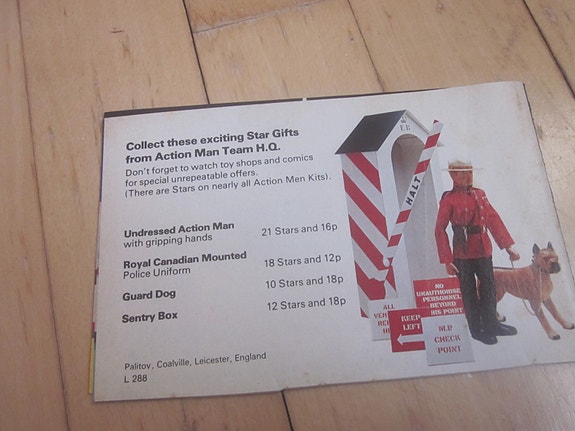 Collect these exciting Star Gifts
from Action Man Team H.Q.
Don't forget to watch toy shops and comics
for special unrepeatable offers.
(There are Stars on nearly all Action Men Kits).
Undressed Action Man
with gripping hands
21 Stars and 16p
Royal Canadian Mounted
Police Uniform
18 Stars and 12p
Guard Dog
10 Stars and 18p
Sentry Box
12 Stars and 18p
Palitoy, Coalville, Leicester, England
L 288
HALT
NO
UNAUTHORISED
PERSONNEL
BEYOND
THIS POINT
ALL
KEEP
LEFT
M.P.
CHECK
POINT